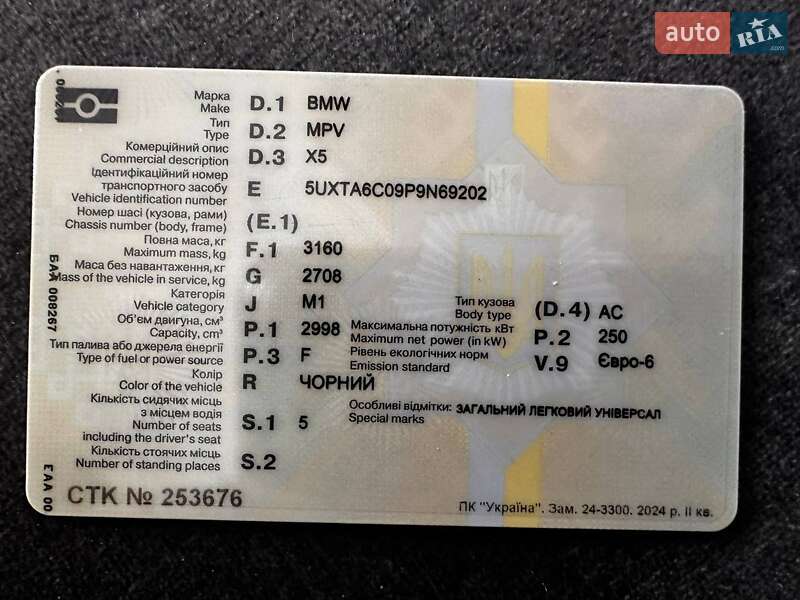 auto RIA
.com
Марка
Make D.1 BMW
Тип
Type D.2 MPV
Комерційний опис
Commercial description D.3 X5
Ідентифікаційний номер
транспортного засобу
Vehicle identification number E 5UXTA6C09P9N69202
Номер шасі (кузова, рами)
Chassis number (body, frame) (E.1)
Повна маса, кг
Maximum mass, kg F.1 3160
Маса без навантаження, кг
Mass of the vehicle in service, kg G 2708
Категорія
Vehicle category J M1
Тип кузова
Body type (D.4) AC
Об'єм двигуна, см³
Capacity, cm³ P.1 2998
Максимальна потужність кВт
Maximum net power (in kW) P.2 250
Тип палива або джерела енергії
Type of fuel or power source P.3 F
Рівень екологічних норм
Emission standard V.9 Євро-6
Колір
Color of the vehicle R ЧОРНИЙ
Кількість сидячих місць
з місцем водія
Number of seats
including the driver's seat S.1 5
Особливі відмітки: ЗАГАЛЬНИЙ ЛЕГКОВИЙ УНІВЕРСАЛ
Special marks
Кількість стоячих місць
Number of standing places S.2
СТК № 253676
ПК "Україна". Зам. 24-3300. 2024 р. II кв.
БАА 008267
ЕАА 00